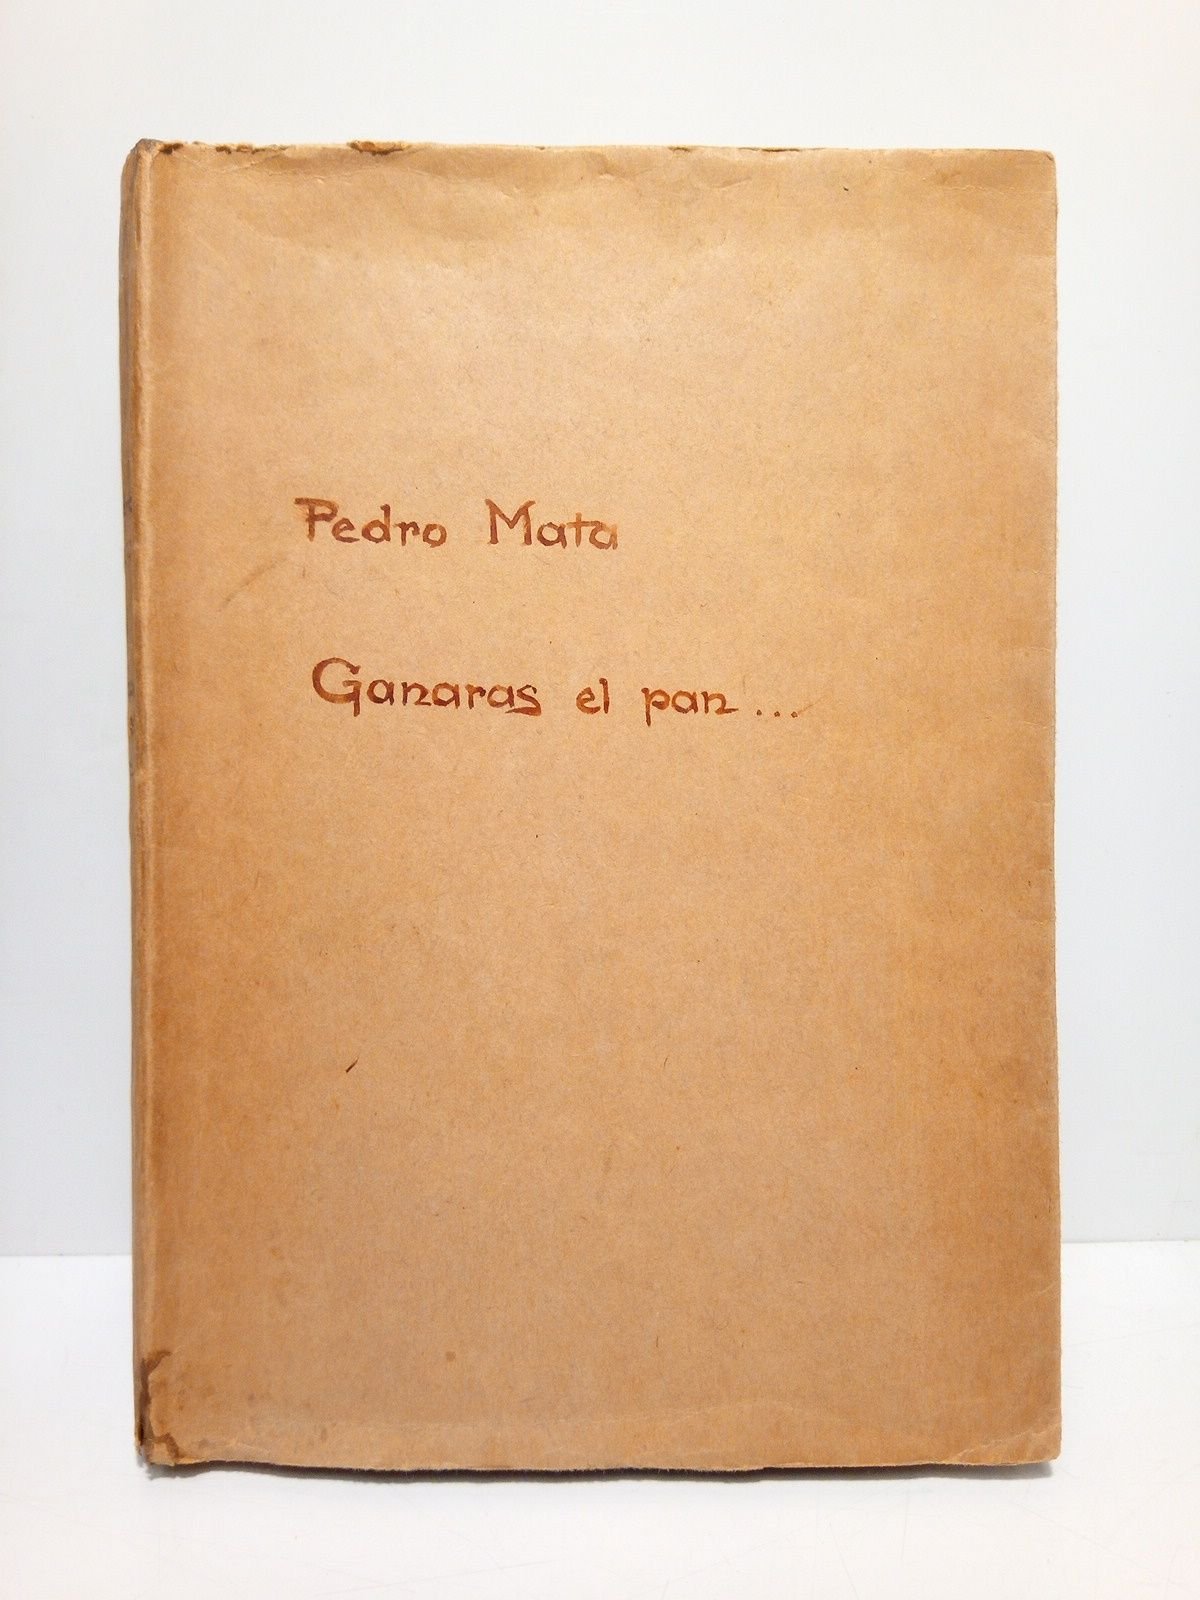 Pedro Mata
Ganaras el pan...